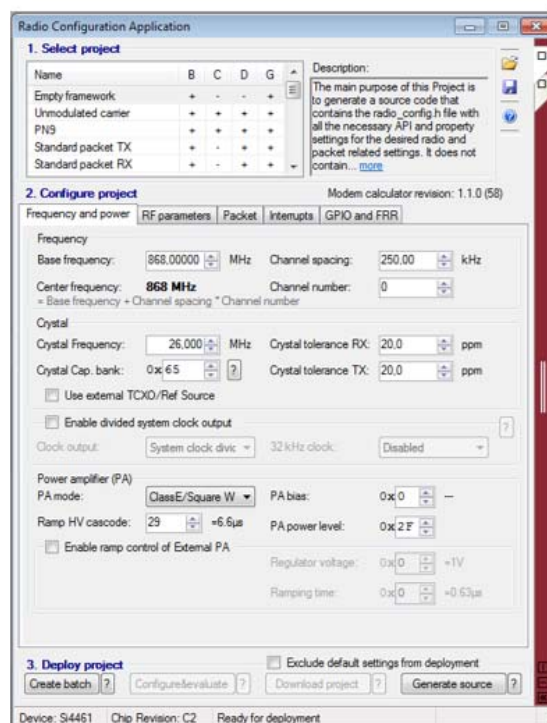 Radio Configuration Application
1. Select project
Name B C D G
Empty framework + - - +
Unmodulated carrier + + + +
PN9 + + + +
Standard packet TX + - + +
Standard packet RX + + + +
Description:
The main purpose of this Project is
to generate a source code that
contains the radio_config.h file with
all the necessary API and property
settings for the desired radio and
packet related settings. It does not
contain... more
2. Configure project
Modem calculator revision: 1.1.0 (58)
Frequency and power RF parameters Packet Interrupts GPIO and FRR
Frequency
Base frequency: 868,00000 MHz Channel spacing: 250,00 kHz
Center frequency: 868 MHz Channel number: 0
= Base frequency + Channel spacing * Channel number
Crystal
Crystal Frequency: 26,000 MHz Crystal tolerance RX: 20,0 ppm
Crystal Cap. bank: 0x 65 ? Crystal tolerance TX: 20,0 ppm
Use external TCXO/Ref Source
Enable divided system clock output ?
Clock output: System clock divic 32 kHz clock: Disabled
Power amplifier (PA)
PA mode: ClassE/Square W PA bias: 0x 0 ---
Ramp HV cascode: 29 =6.6µs PA power level: 0x 2F
Enable ramp control of External PA
Regulator voltage: 0x 0 =1V
Ramping time: 0x 0 =0.63µs
3. Deploy project
Exclude default settings from deployment
Create batch ? Configure&evaluate ? Download project ? Generate source ?
Device: Si4461 Chip Revision: C2 Ready for deployment